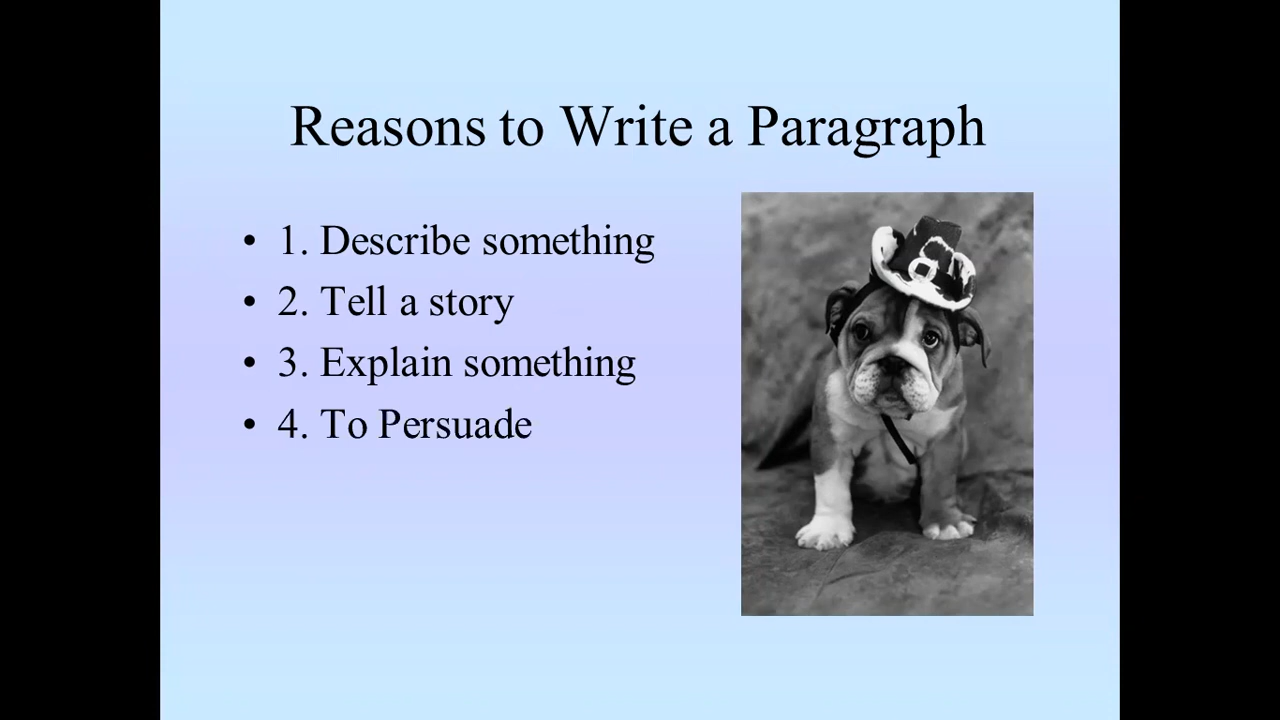 Reasons to Write a Paragraph
• 1. Describe something
• 2. Tell a story
• 3. Explain something
• 4. To Persuade